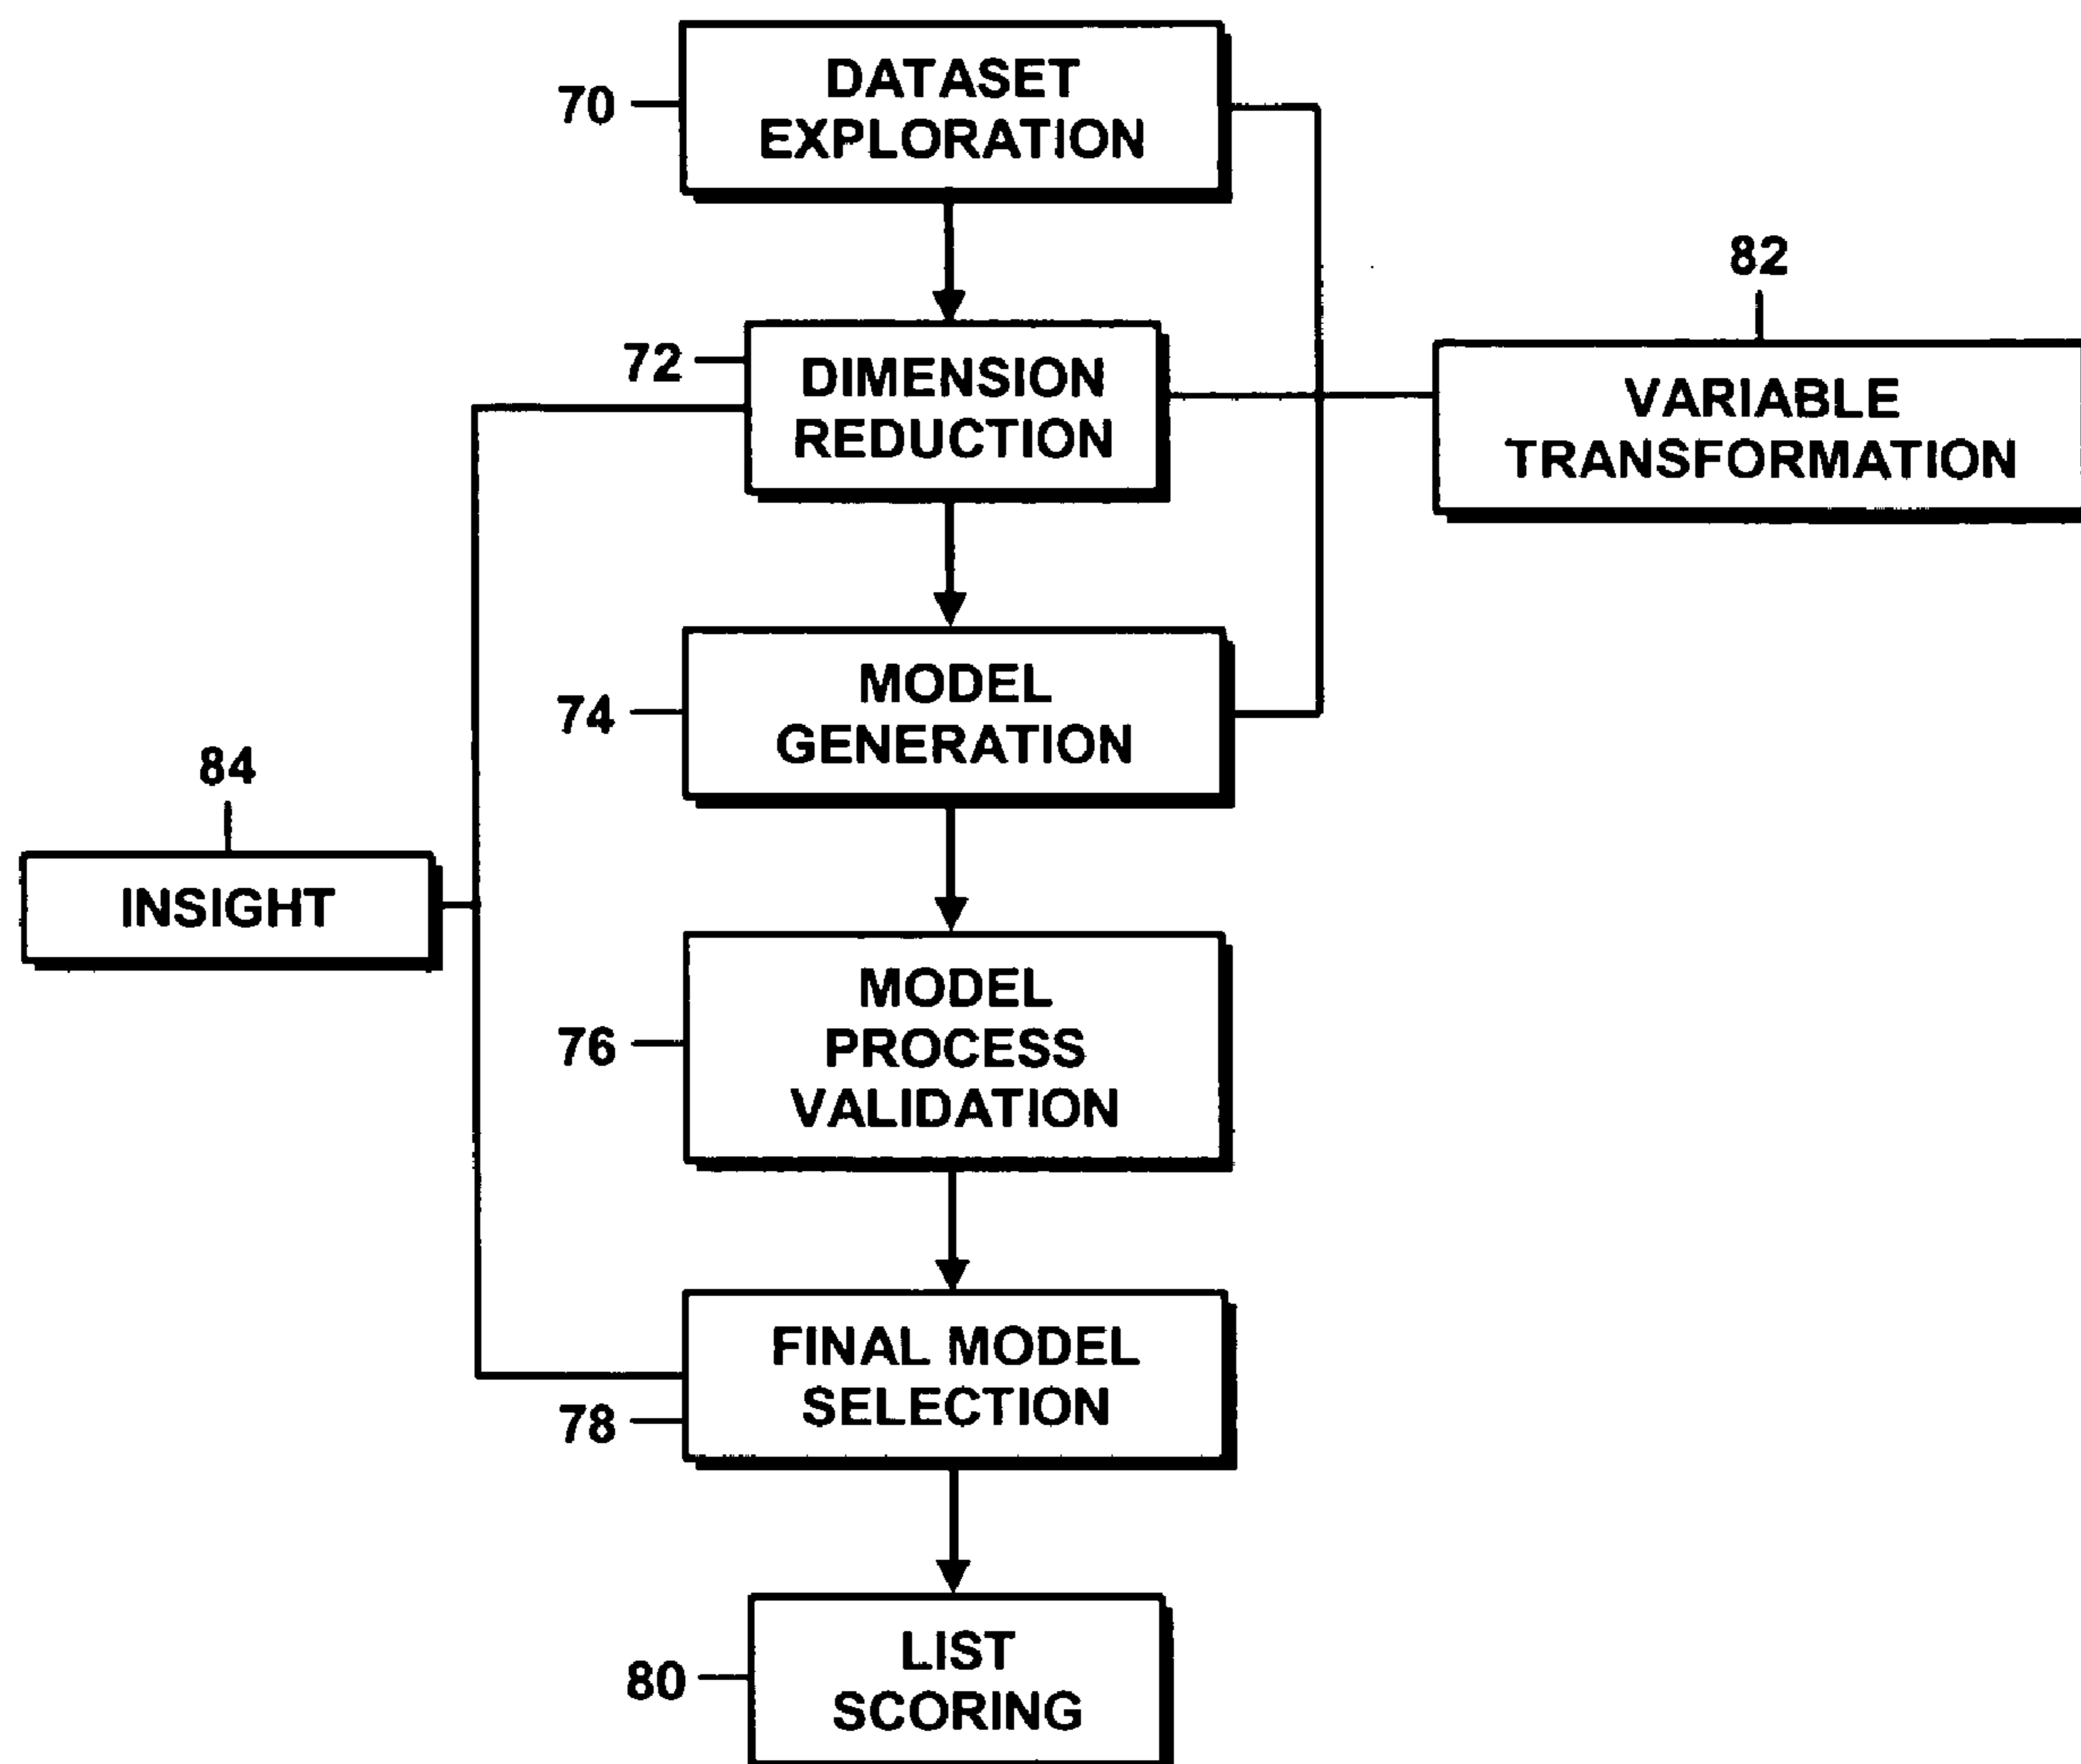 70
DATASET
EXPLORATION
82
72
DIMENSION
REDUCTION
VARIABLE
TRANSFORMATION
74
MODEL
GENERATION
84
INSIGHT
76
MODEL
PROCESS
VALIDATION
FINAL MODEL
SELECTION
78
80
LIST
SCORING